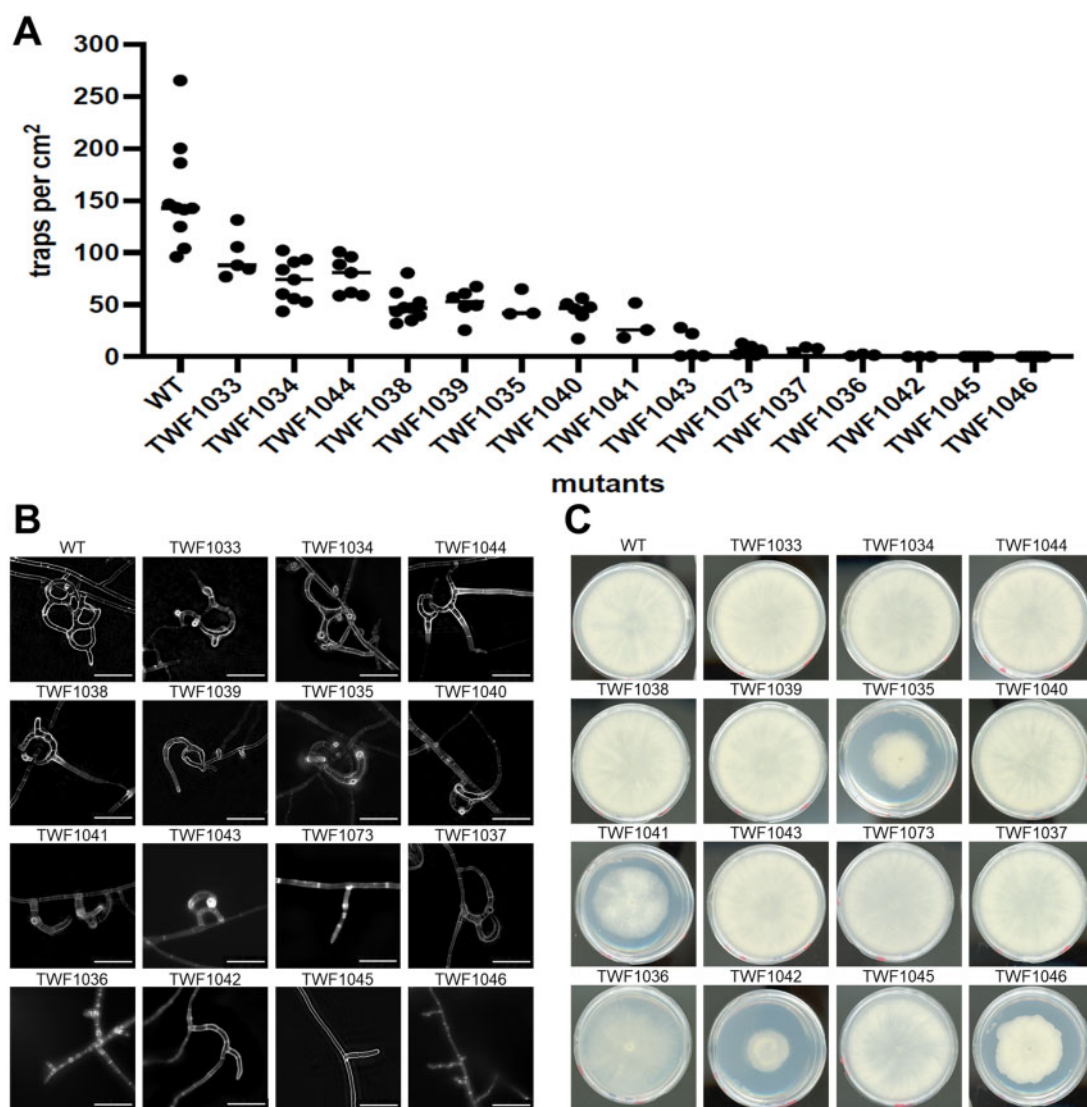 A
300
250
200
150
100
50
0
traps per cm²
WT TWF1033 TWF1034 TWF1044 TWF1038 TWF1039 TWF1035 TWF1040 TWF1041 TWF1043 TWF1073 TWF1037 TWF1036 TWF1042 TWF1045 TWF1046
mutants
B
WT TWF1033 TWF1034 TWF1044
TWF1038 TWF1039 TWF1035 TWF1040
TWF1041 TWF1043 TWF1073 TWF1037
TWF1036 TWF1042 TWF1045 TWF1046
C
WT TWF1033 TWF1034 TWF1044
TWF1038 TWF1039 TWF1035 TWF1040
TWF1041 TWF1043 TWF1073 TWF1037
TWF1036 TWF1042 TWF1045 TWF1046